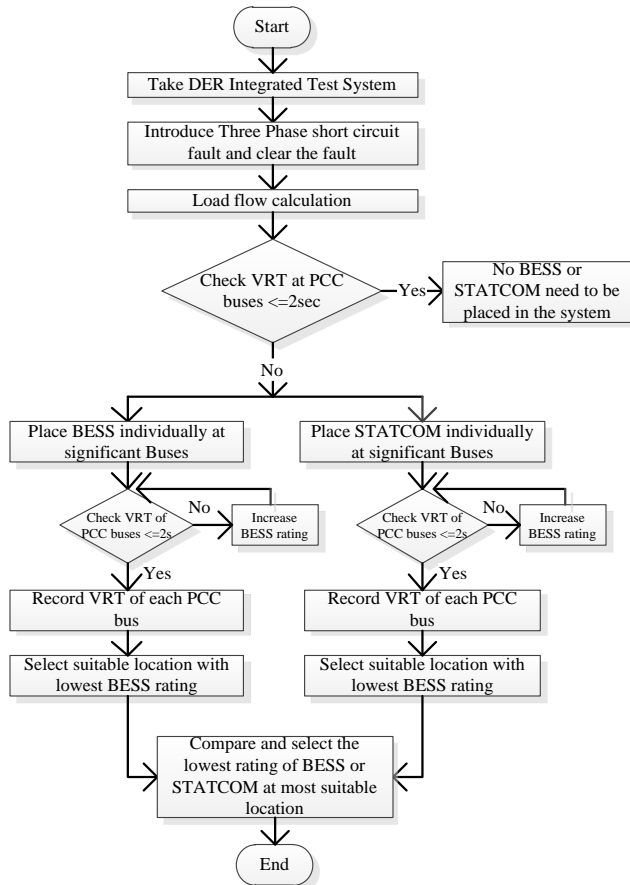 Start
Take DER Integrated Test System
Introduce Three Phase short circuit
fault and clear the fault
Load flow calculation
Check VRT at PCC
buses <=2sec
Yes
No BESS or
STATCOM need to be
placed in the system
No
Place BESS individually at
significant Buses
Check VRT of
PCC buses <=2s
No
Increase
BESS rating
Yes
Record VRT of each PCC
bus
Select suitable location with
lowest BESS rating
Place STATCOM individually
at significant Buses
Check VRT of
PCC buses <=2s
No
Increase
BESS rating
Yes
Record VRT of each PCC
bus
Select suitable location with
lowest BESS rating
Compare and select the
lowest rating of BESS or
STATCOM at most suitable
location
End